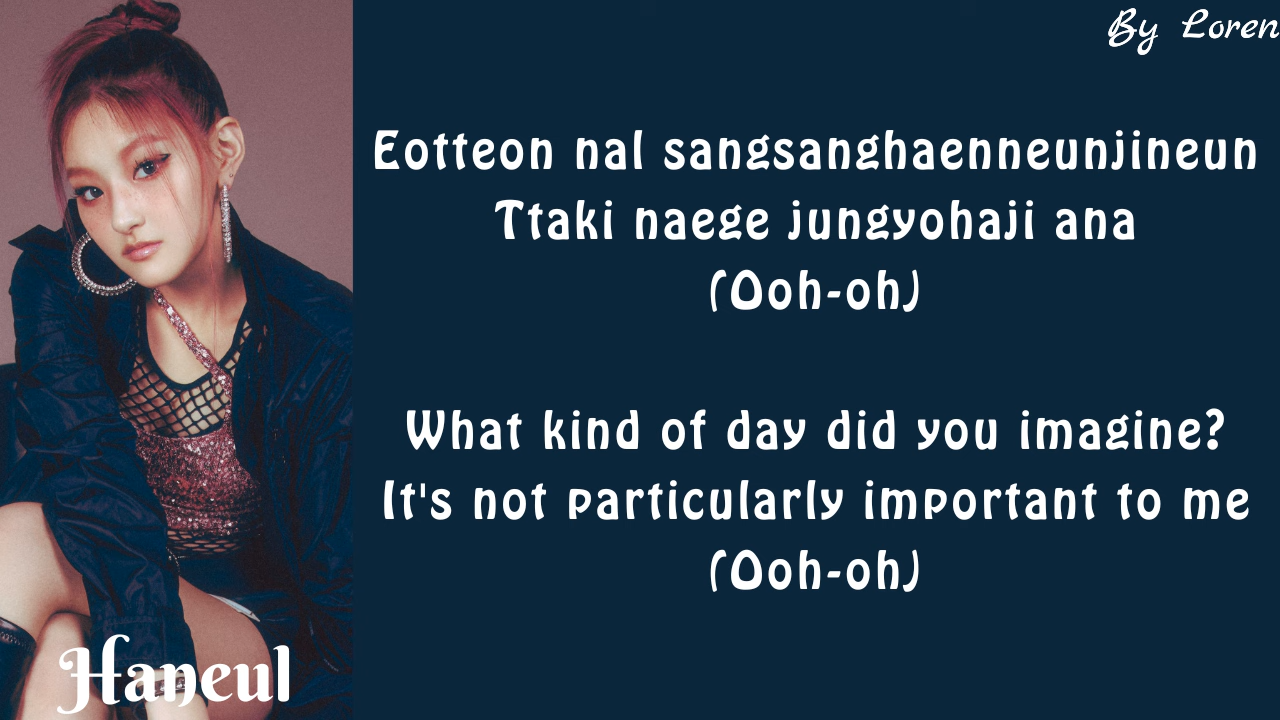 By Loren
Eotteon nal sangsanghaenneunjineun
Ttaki naege jungyohaji ana
(Ooh-oh)
What kind of day did you imagine?
It's not particularly important to me
(Ooh-oh)
Haneul